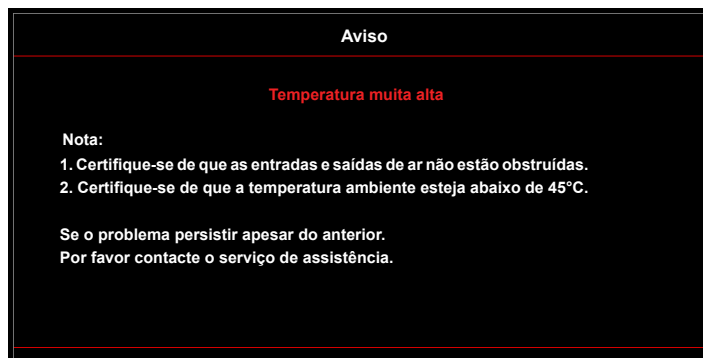 Aviso
Temperatura muita alta
Nota:
1. Certifique-se de que as entradas e saídas de ar não estão obstruídas.
2. Certifique-se de que a temperatura ambiente esteja abaixo de 45°C.
Se o problema persistir apesar do anterior.
Por favor contacte o serviço de assistência.